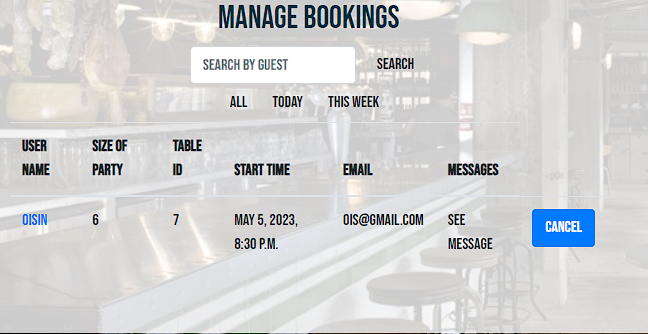 MANAGE BOOKINGS
SEARCH BY GUEST SEARCH
ALL TODAY THIS WEEK
USER NAME SIZE OF PARTY TABLE ID START TIME EMAIL MESSAGES
OISIN 6 7 MAY 5, 2023, 8:30 P.M. OIS@GMAIL.COM SEE MESSAGE CANCEL